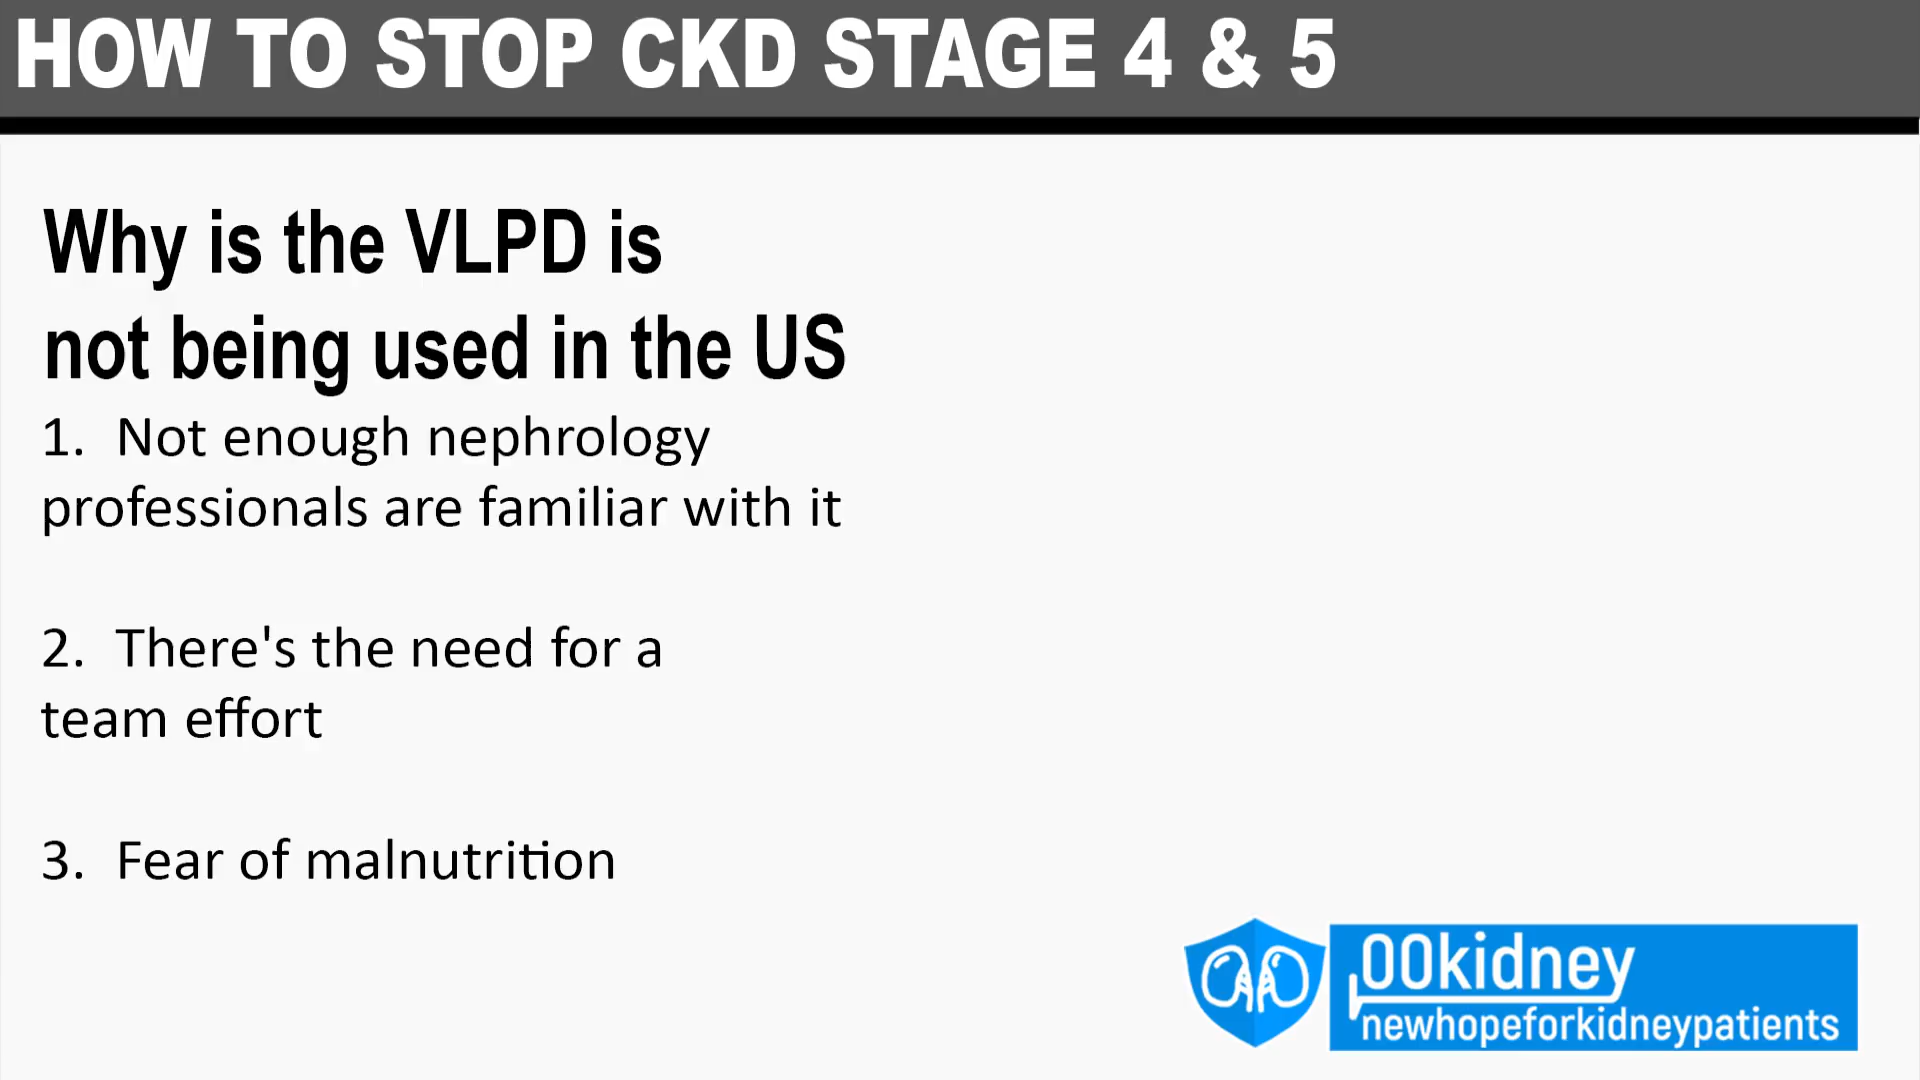 HOW TO STOP CKD STAGE 4 & 5
Why is the VLPD is
not being used in the US
1. Not enough nephrology
professionals are familiar with it
2. There's the need for a
team effort
3. Fear of malnutrition
00kidney
newhopeforkidneypatients